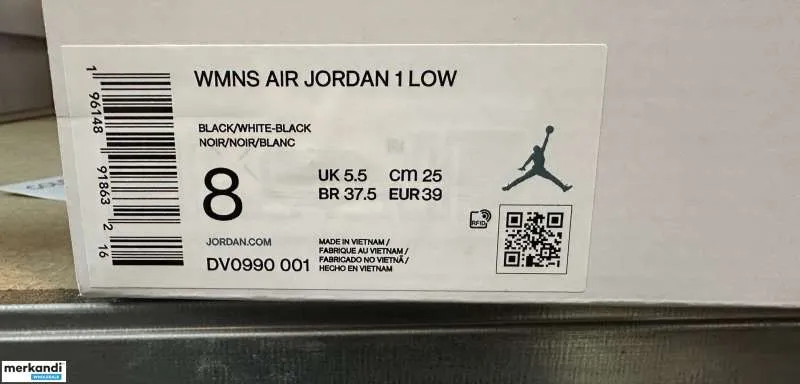 WMNS AIR JORDAN 1 LOW
1 96148 91863 2 16
BLACK/WHITE-BLACK
NOIR/NOIR/BLANC
8
UK 5.5 cm 25
BR 37.5 EUR 39
RFID
JORDAN.COM
DV0990 001
MADE IN VIETNAM /
FABRIQUE AU VIETNAM /
FABRICADO NO VIETNÃ /
HECHO EN VIETNAM
merkandi
WHOLESALE